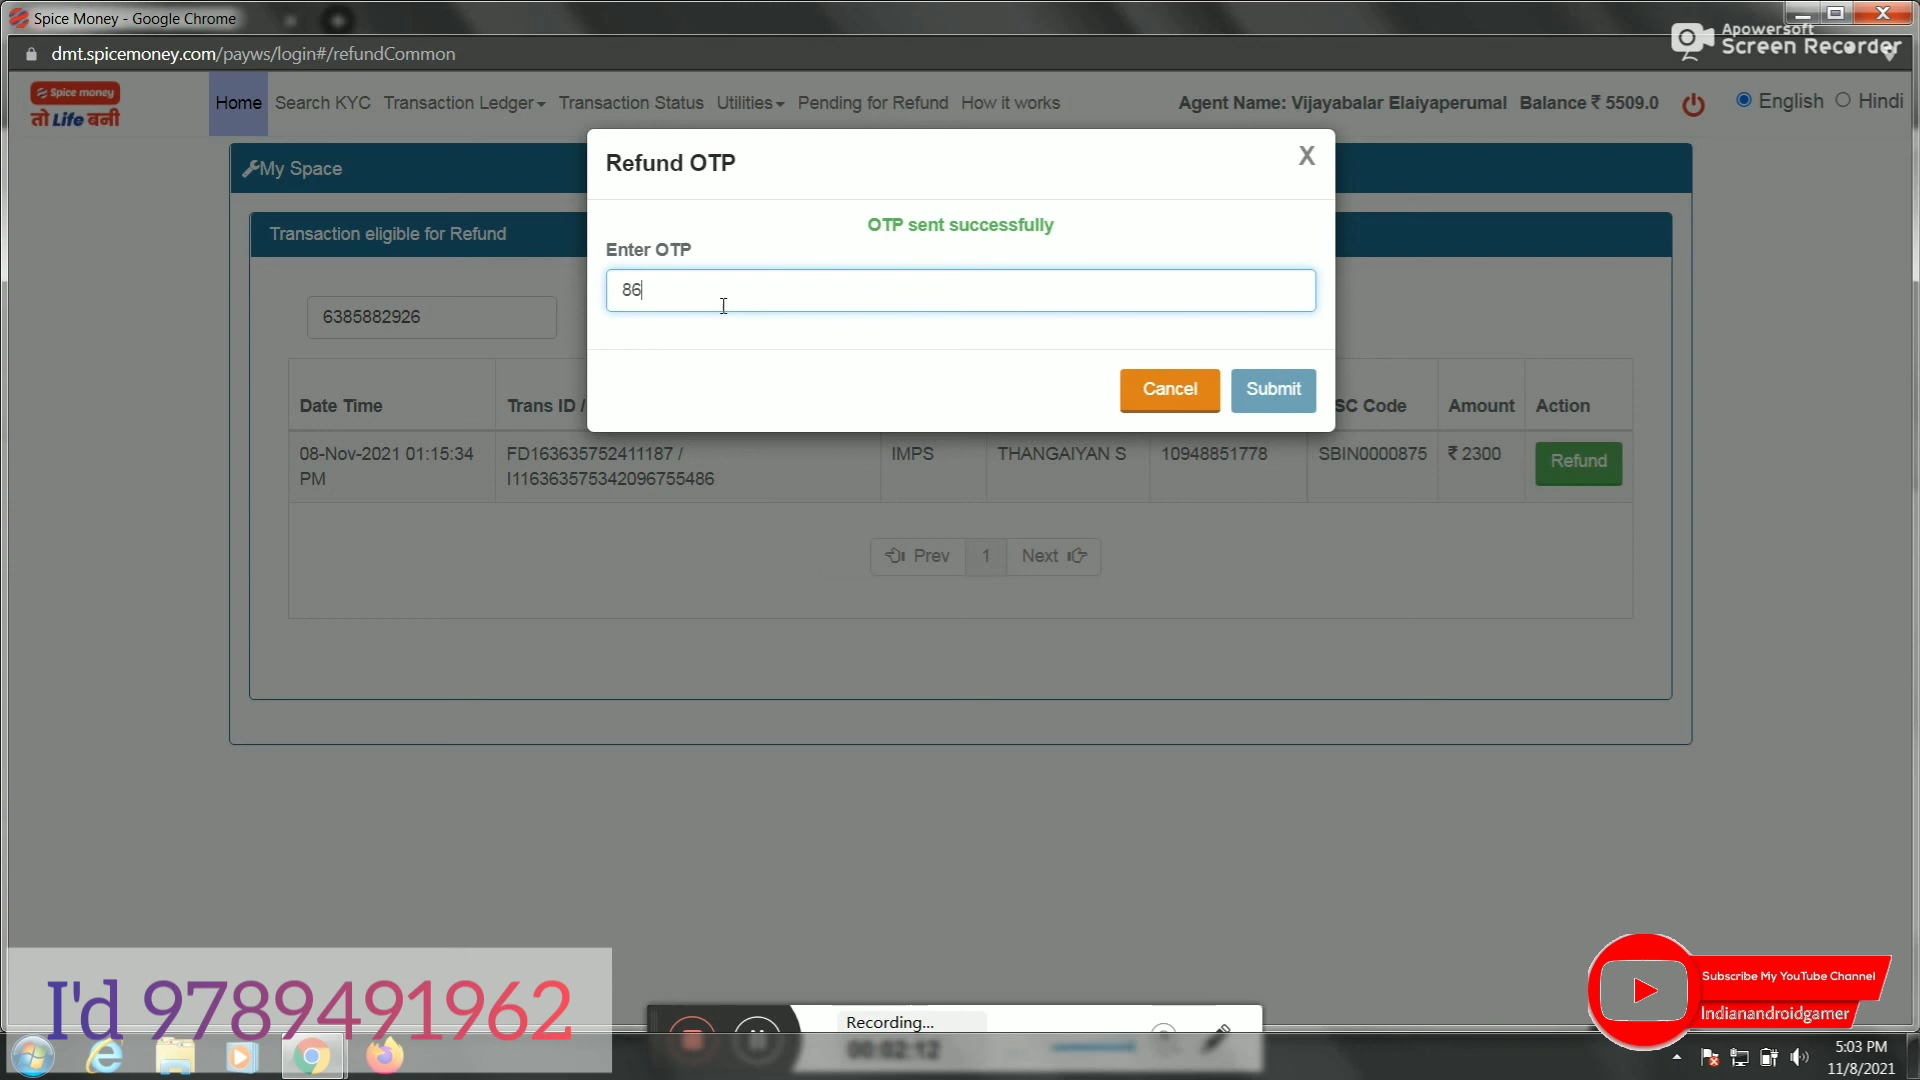 Spice Money - Google Chrome
Apowersoft
Screen Recorder
dmt.spicemoney.com/payws/login#/refundCommon
Spice money
तो Life बनी
Home Search KYC Transaction Ledger Transaction Status Utilities Pending for Refund How it works Agent Name: Vijayabalar Elaiyaperumal Balance ₹ 5509.0 English Hindi
My Space
Refund OTP
X
Transaction eligible for Refund
OTP sent successfully
Enter OTP
86
6385882926
Cancel Submit
Date Time Trans ID / SC Code Amount Action
08-Nov-2021 01:15:34 PM
FD163635752411187 /
I1163635753420967​55486
IMPS THANGAIYAN S 10948851778 SBIN0000875 ₹ 2300 Refund
Prev 1 Next
I'd 9789491962
Recording...
00:02:12
Subscribe My YouTube Channel
Indianandroidgamer
5:03 PM
11/8/2021